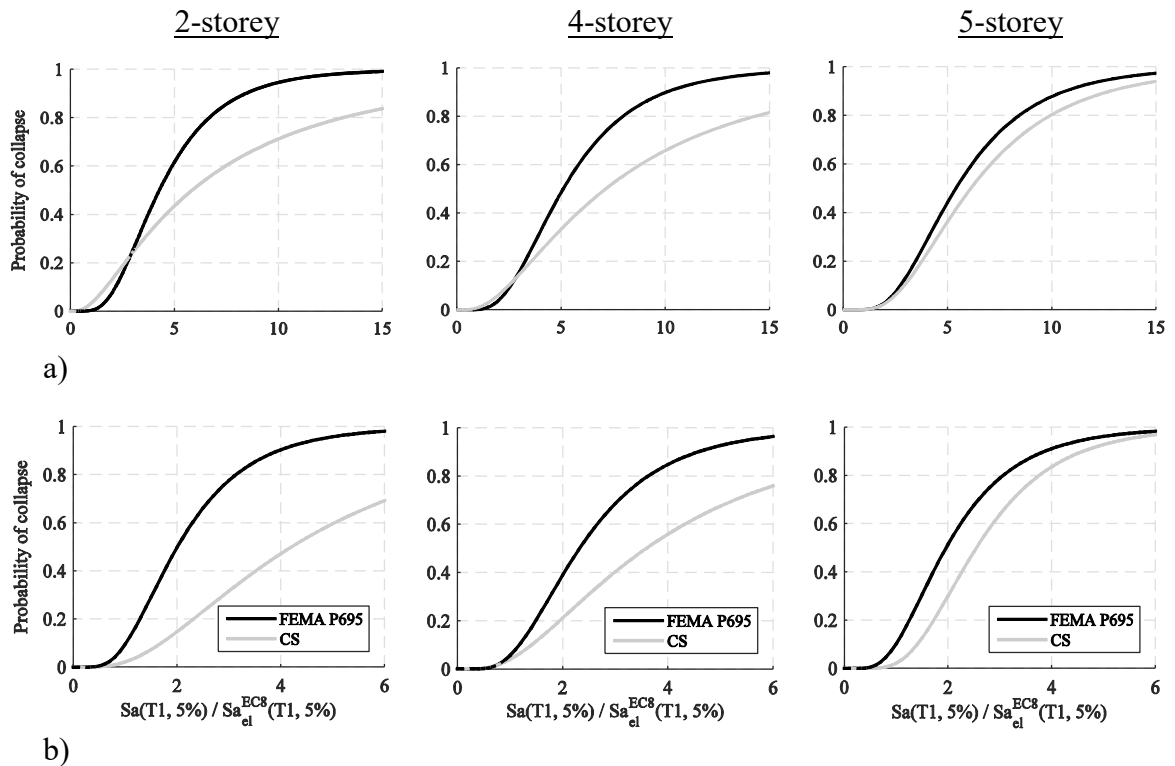 2-storey 4-storey 5-storey
Probability of collapse
1 1 1
0.8 0.8 0.8
0.6 0.6 0.6
0.4 0.4 0.4
0.2 0.2 0.2
0 0 0
0 5 10 15 0 5 10 15 0 5 10 15
a)
Probability of collapse
1 1 1
0.8 0.8 0.8
0.6 0.6 0.6
0.4 0.4 0.4
0.2 0.2 0.2
FEMA P695 FEMA P695 FEMA P695
CS CS CS
0 0 0
0 2 4 6 0 2 4 6 0 2 4 6
Sa(T1, 5%) / Sa_el^EC8(T1, 5%) Sa(T1, 5%) / Sa_el^EC8(T1, 5%) Sa(T1, 5%) / Sa_el^EC8(T1, 5%)
b)